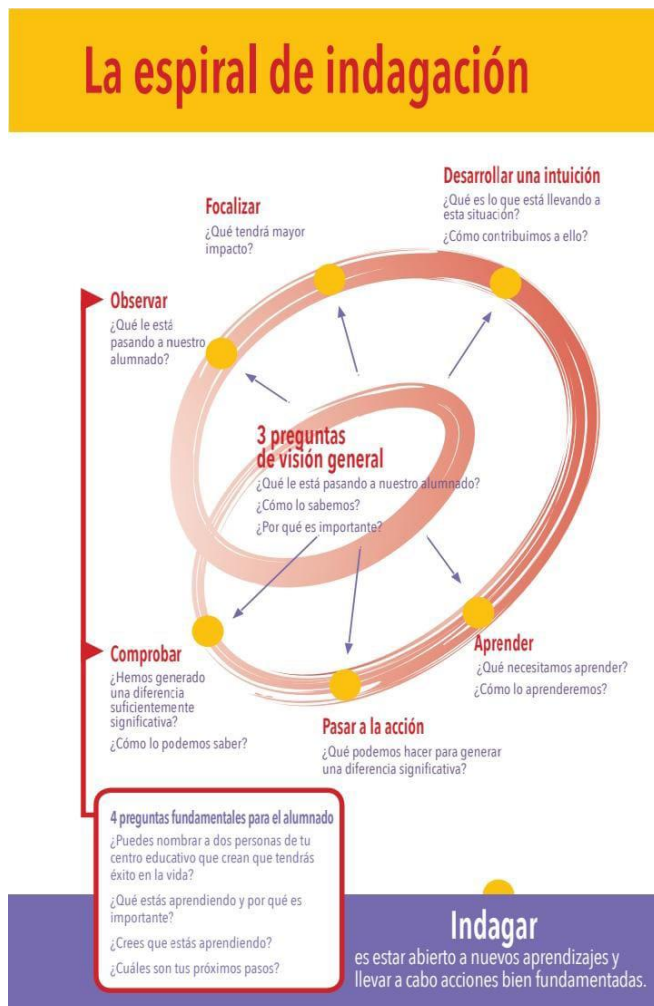 La espiral de indagación
Desarrollar una intuición
¿Qué es lo que está llevando a
esta situación?
¿Cómo contribuimos a ello?
Focalizar
¿Qué tendrá mayor
impacto?
Observar
¿Qué le está
pasando a nuestro
alumnado?
3 preguntas
de visión general
¿Qué le está pasando a nuestro alumnado?
¿Cómo lo sabemos?
¿Por qué es importante?
Comprobar
¿Hemos generado
una diferencia
suficientemente
significativa?
¿Cómo lo podemos saber?
Aprender
¿Qué necesitamos aprender?
¿Cómo lo aprenderemos?
Pasar a la acción
¿Qué podemos hacer para generar
una diferencia significativa?
4 preguntas fundamentales para el alumnado
¿Puedes nombrar a dos personas de tu
centro educativo que crean que tendrás
éxito en la vida?
¿Qué estás aprendiendo y por qué es
importante?
¿Crees que estás aprendiendo?
¿Cuáles son tus próximos pasos?
Indagar
es estar abierto a nuevos aprendizajes y
llevar a cabo acciones bien fundamentadas.